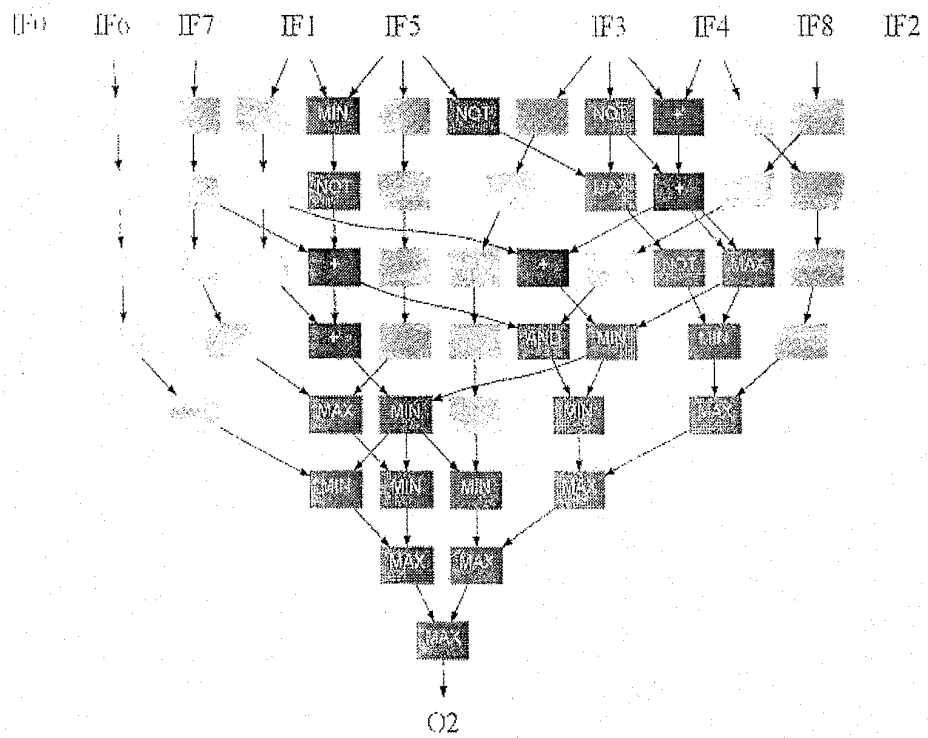 IF0 IF6 IF7 IF1 IF5 IF3 IF4 IF8 IF2
MIN NOT NOT +
NOT MAX +
+ + NOT MAX
+ AND MIN MIN
MAX MIN MIN MAX
MIN MIN MIN MAX
MAX MAX
MAX
O2